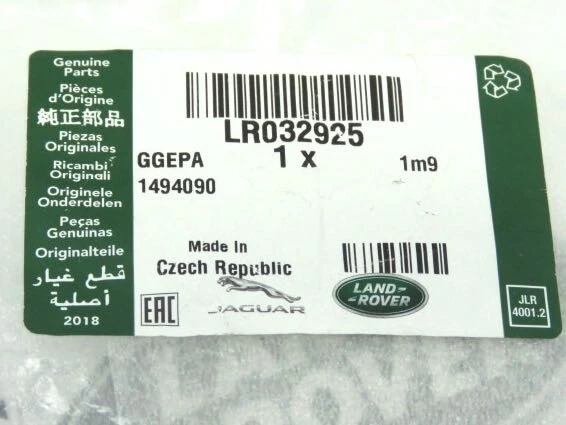 Genuine
Parts
Pièces
d'Origine
純正部品
Piezas
Originales
Ricambi
Originali
Originele
Onderdelen
Peças
Genuinas
Originalteile
قطع غيار
أصلية
2018
LR032925
1 x
GGEPA
1m9
1494090
Made In
Czech Republic
EAC
JAGUAR
LAND-
-ROVER
JLR
4001.2